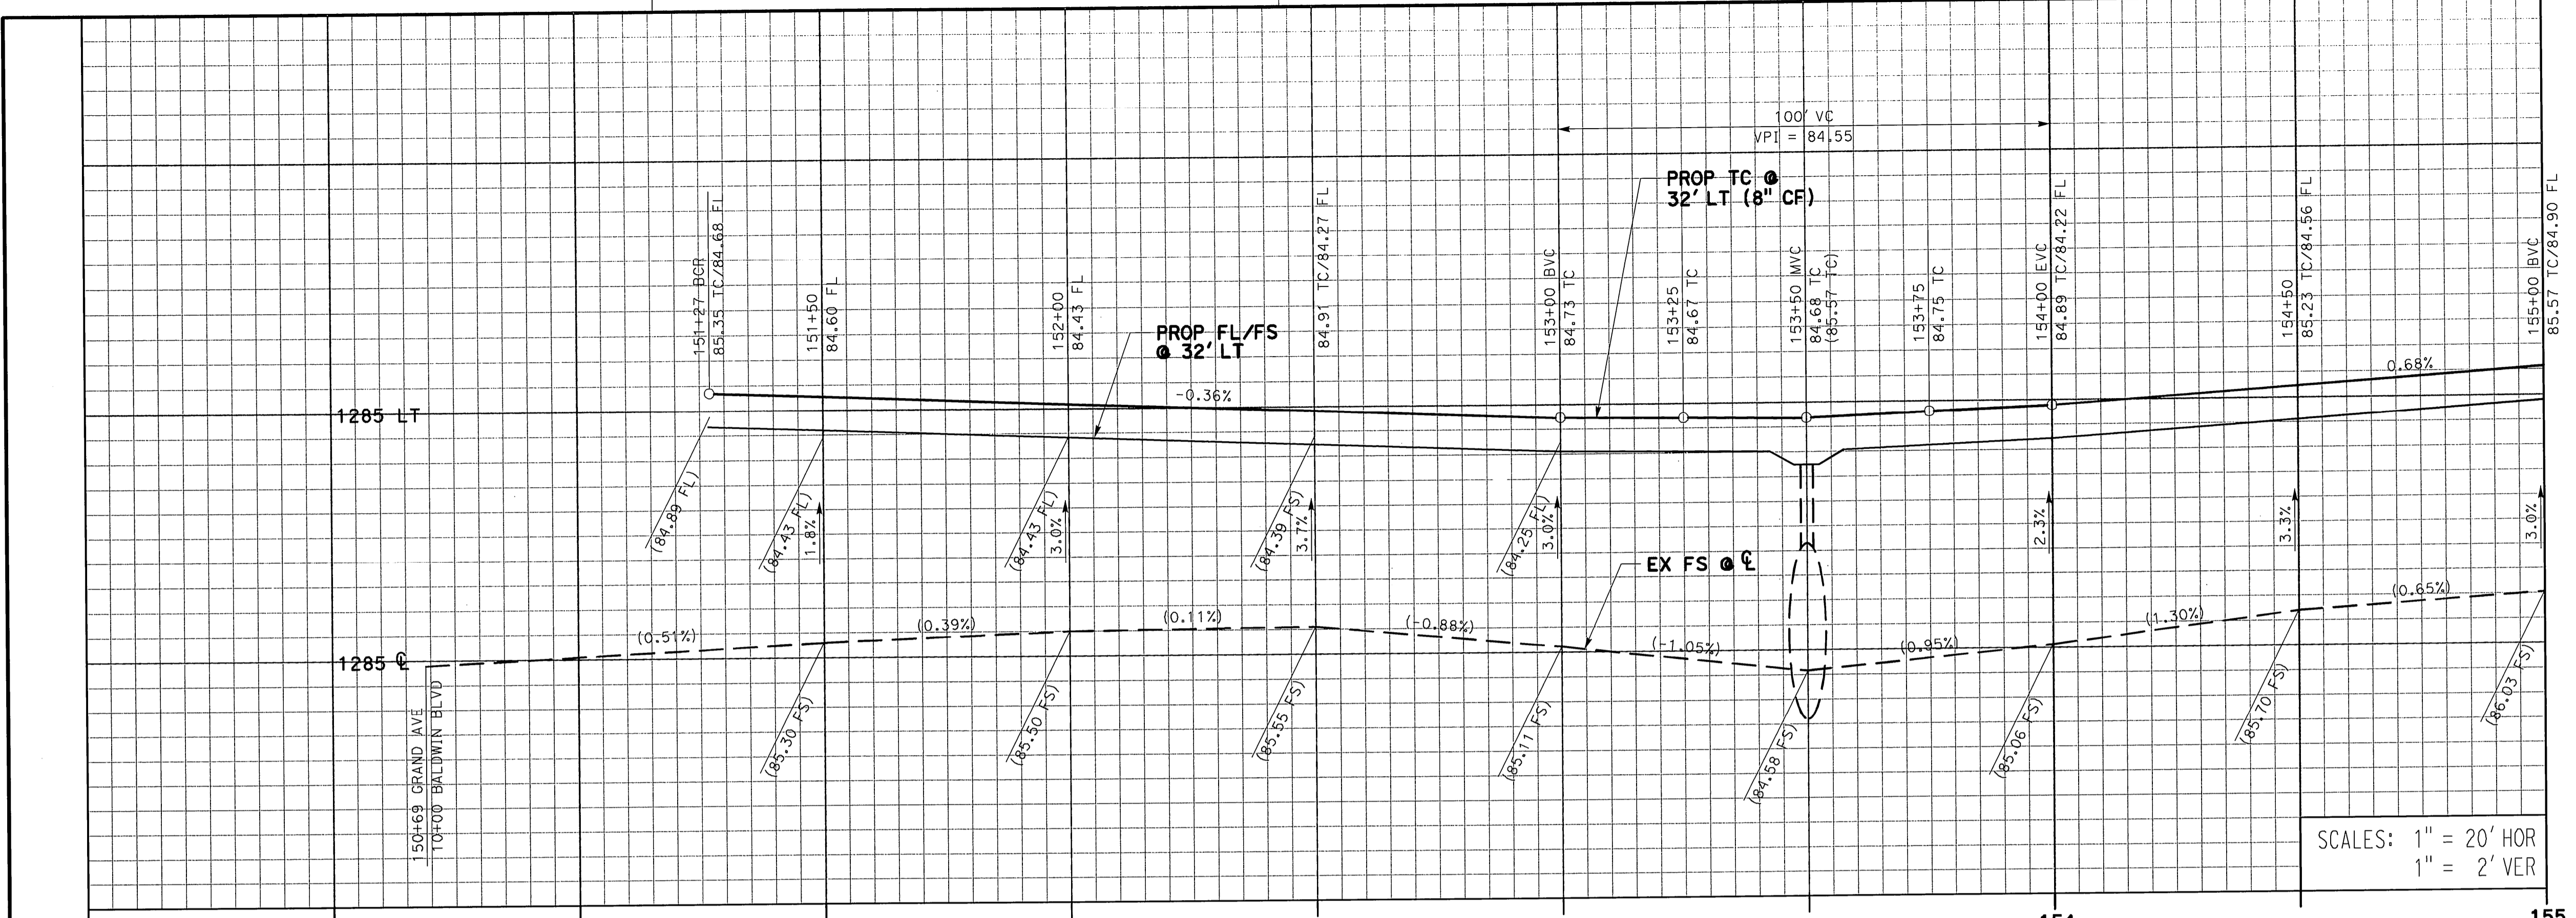 100' VC
VPI = 84.55
PROP TC @
32' LT (8" CF)
151+27 BCR
85.35 TC/84.68 FL
151+50
84.60 FL
152+00
84.43 FL
84.91 TC/84.27 FL
153+00 BVC
84.73 TC
153+25
84.67 TC
153+50 MVC
84.68 TC
(85.57 TC)
153+75
84.75 TC
154+00 EVC
84.89 TC/84.22 FL
154+50
85.23 TC/84.56 FL
155+00 BVC
85.57 TC/84.90 FL
PROP FL/FS
@ 32' LT
-0.36%
0.68%
1285 LT
(84.89 FL)
(84.43 FL)
1.8%
(84.43 FL)
3.0%
(84.39 FS)
3.7%
(84.25 FL)
3.0%
2.3%
3.3%
3.0%
EX FS @ ℄
(0.51%)
(0.39%)
(0.11%)
(-0.88%)
(-1.05%)
(0.95%)
(1.30%)
(0.65%)
1285 ℄
150+69 GRAND AVE
10+00 BALDWIN BLVD
(85.30 FS)
(85.50 FS)
(85.55 FS)
(85.11 FS)
(84.58 FS)
(85.06 FS)
(85.70 FS)
(86.03 FS)
SCALES: 1" = 20' HOR
1" = 2' VER
154
155